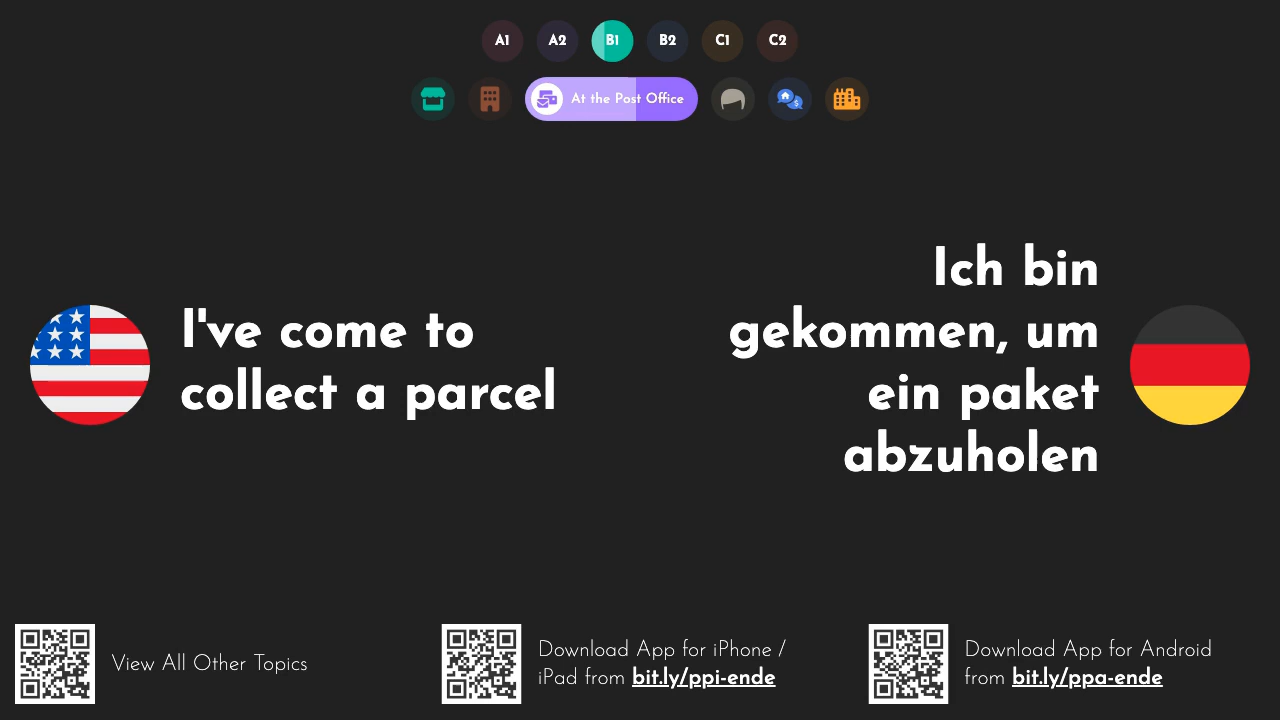 A1 A2 B1 B2 C1 C2
At the Post Office
I've come to
collect a parcel
Ich bin
gekommen, um
ein paket
abzuholen
View All Other Topics
Download App for iPhone /
iPad from bit.ly/ppi-ende
Download App for Android
from bit.ly/ppa-ende